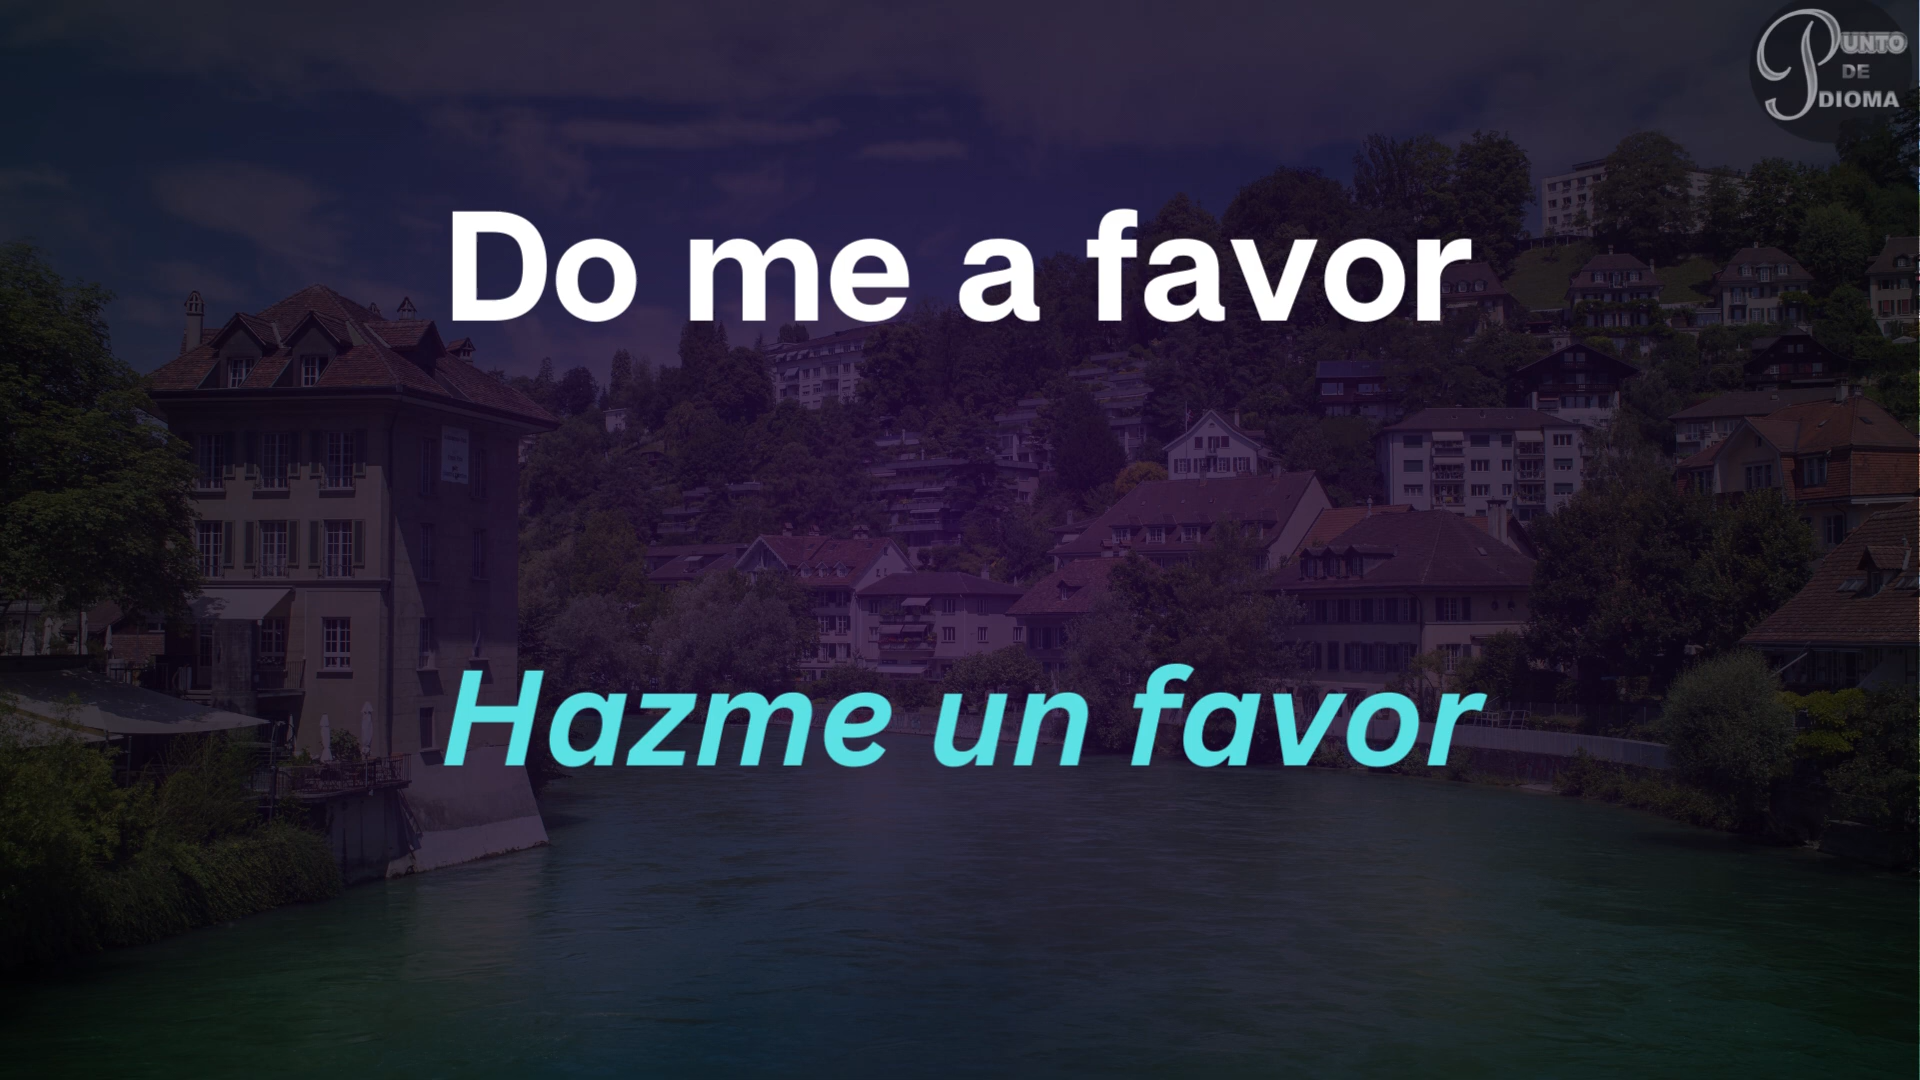 PUNTO
DE
IDIOMA
Do me a favor
Hazme un favor